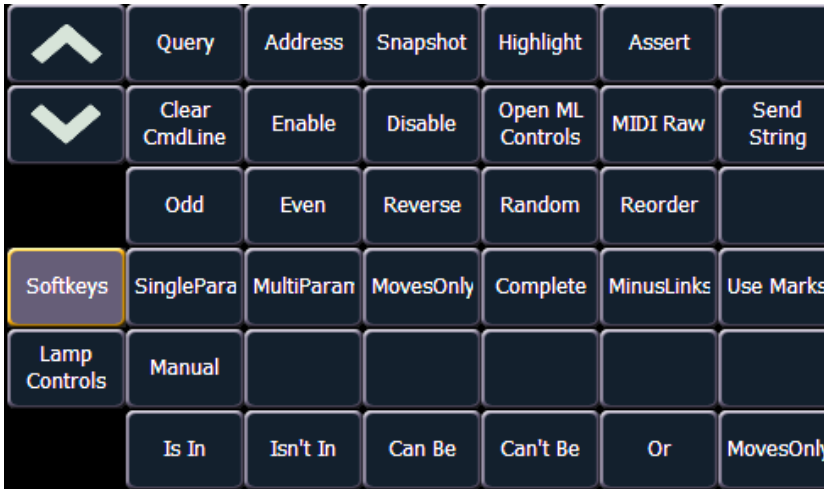 Query Address Snapshot Highlight Assert
Clear CmdLine Enable Disable Open ML Controls MIDI Raw Send String
Odd Even Reverse Random Reorder
Softkeys SinglePara MultiParan MovesOnly Complete MinusLinks Use Marks
Lamp Controls Manual
Is In Isn't In Can Be Can't Be Or MovesOnly